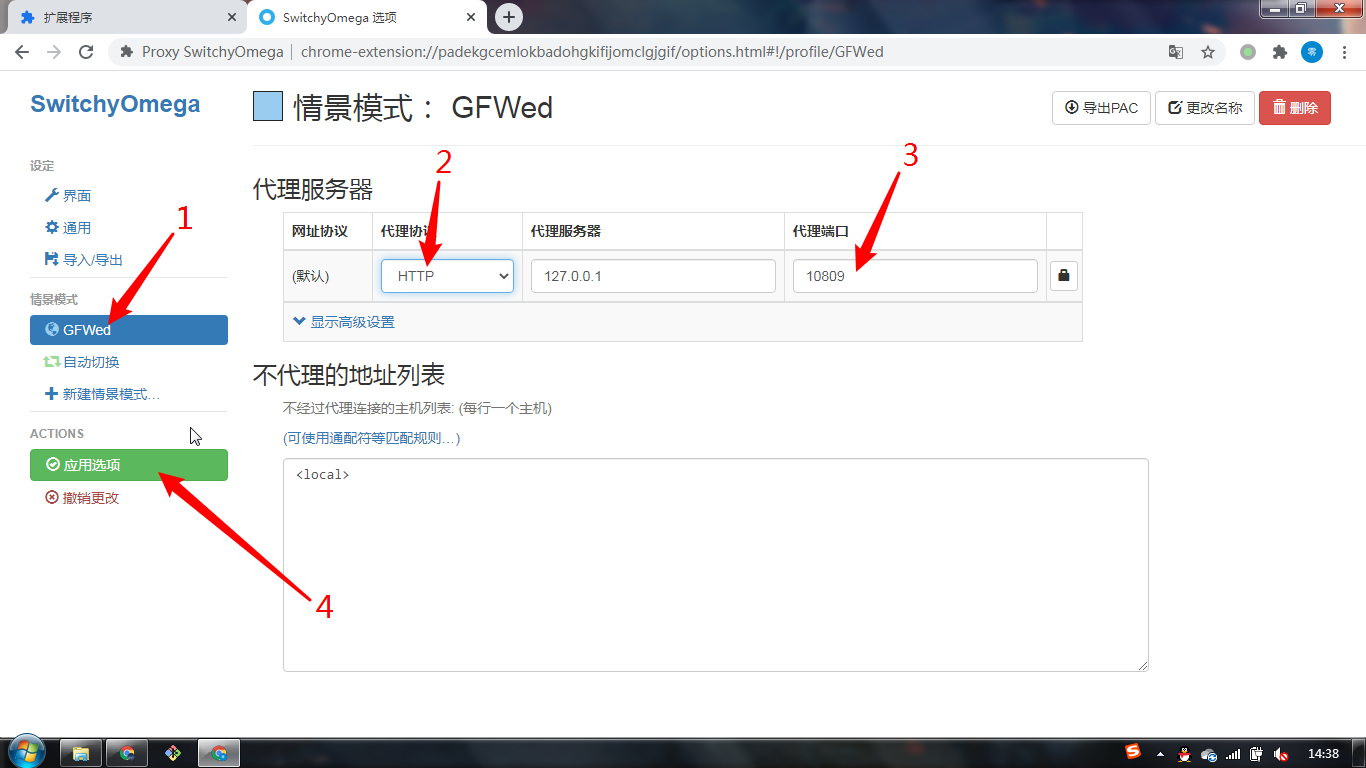 扩展程序
SwitchyOmega 选项
Proxy SwitchyOmega | chrome-extension://padekgcemlokbadohgkifijomclgjgif/options.html#!/profile/GFWed
零
SwitchyOmega
情景模式： GFWed
导出PAC
更改名称
删除
设定
界面
通用
导入/导出
情景模式
GFWed
自动切换
新建情景模式…
ACTIONS
应用选项
撤销更改
1
2
3
4
代理服务器
网址协议 代理协议 代理服务器 代理端口
(默认) HTTP 127.0.0.1 10809
显示高级设置
不代理的地址列表
不经过代理连接的主机列表: (每行一个主机)
(可使用通配符等匹配规则…)
<local>
14:38